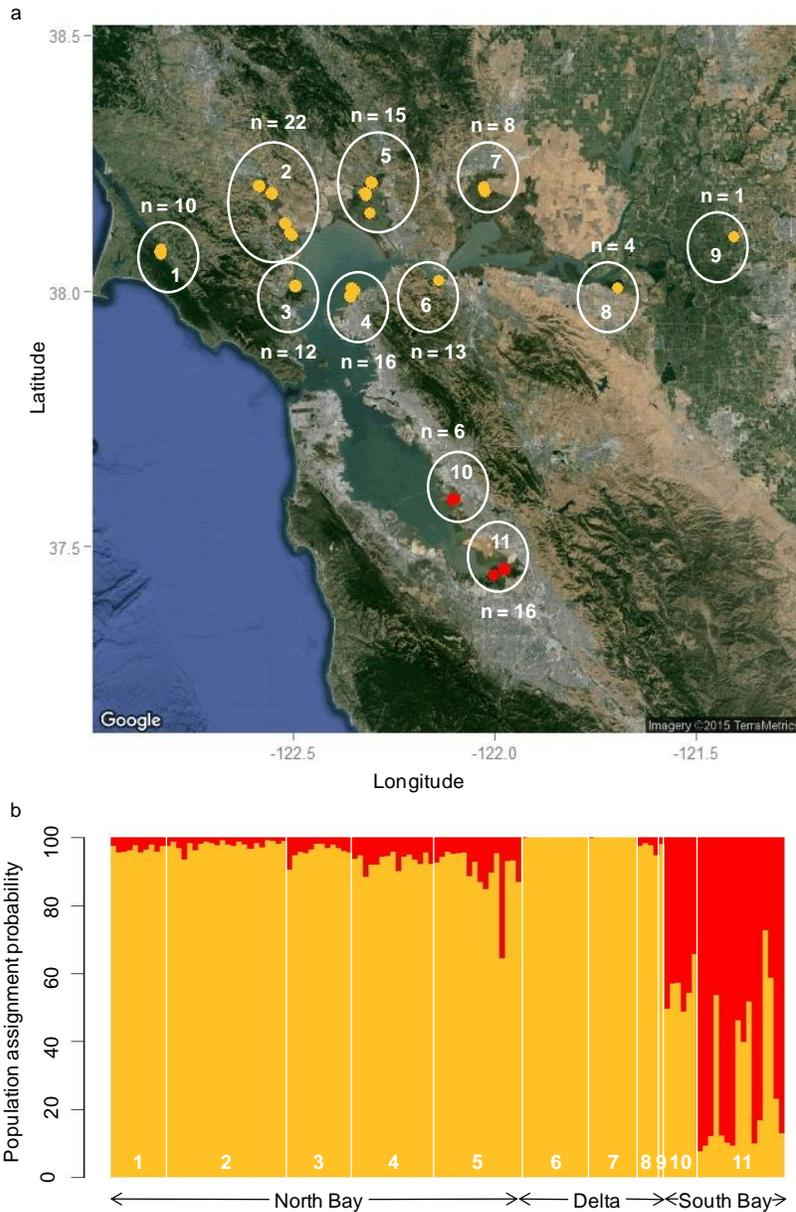 a
38.5
n = 15
n = 22
n = 8
5
2
7
n = 1
n = 10
n = 4
9
1
38.0
3
4
6
8
n = 12
n = 16
n = 13
Latitude
n = 6
10
37.5
11
n = 16
Google
Imagery ©2015 TerraMetrics
-122.5
-122.0
-121.5
Longitude
b
Population assignment probability
100
80
60
40
20
0
1 2 3 4 5 6 7 8 9 10 11
North Bay Delta South Bay